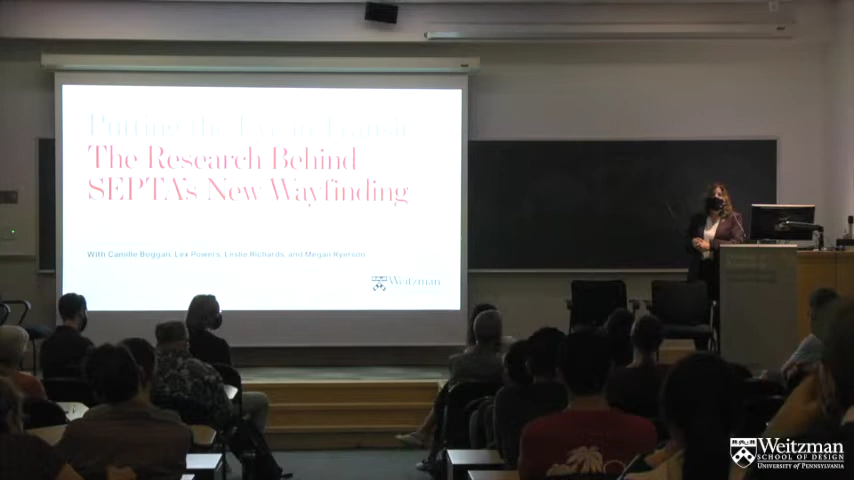 Putting the Eye in Transit
The Research Behind
SEPTA's New Wayfinding
With Camille Boggan, Lex Powers, Leslie Richards, and Megan Ryerson
Weitzman
Weitzman
SCHOOL OF DESIGN
UNIVERSITY of PENNSYLVANIA